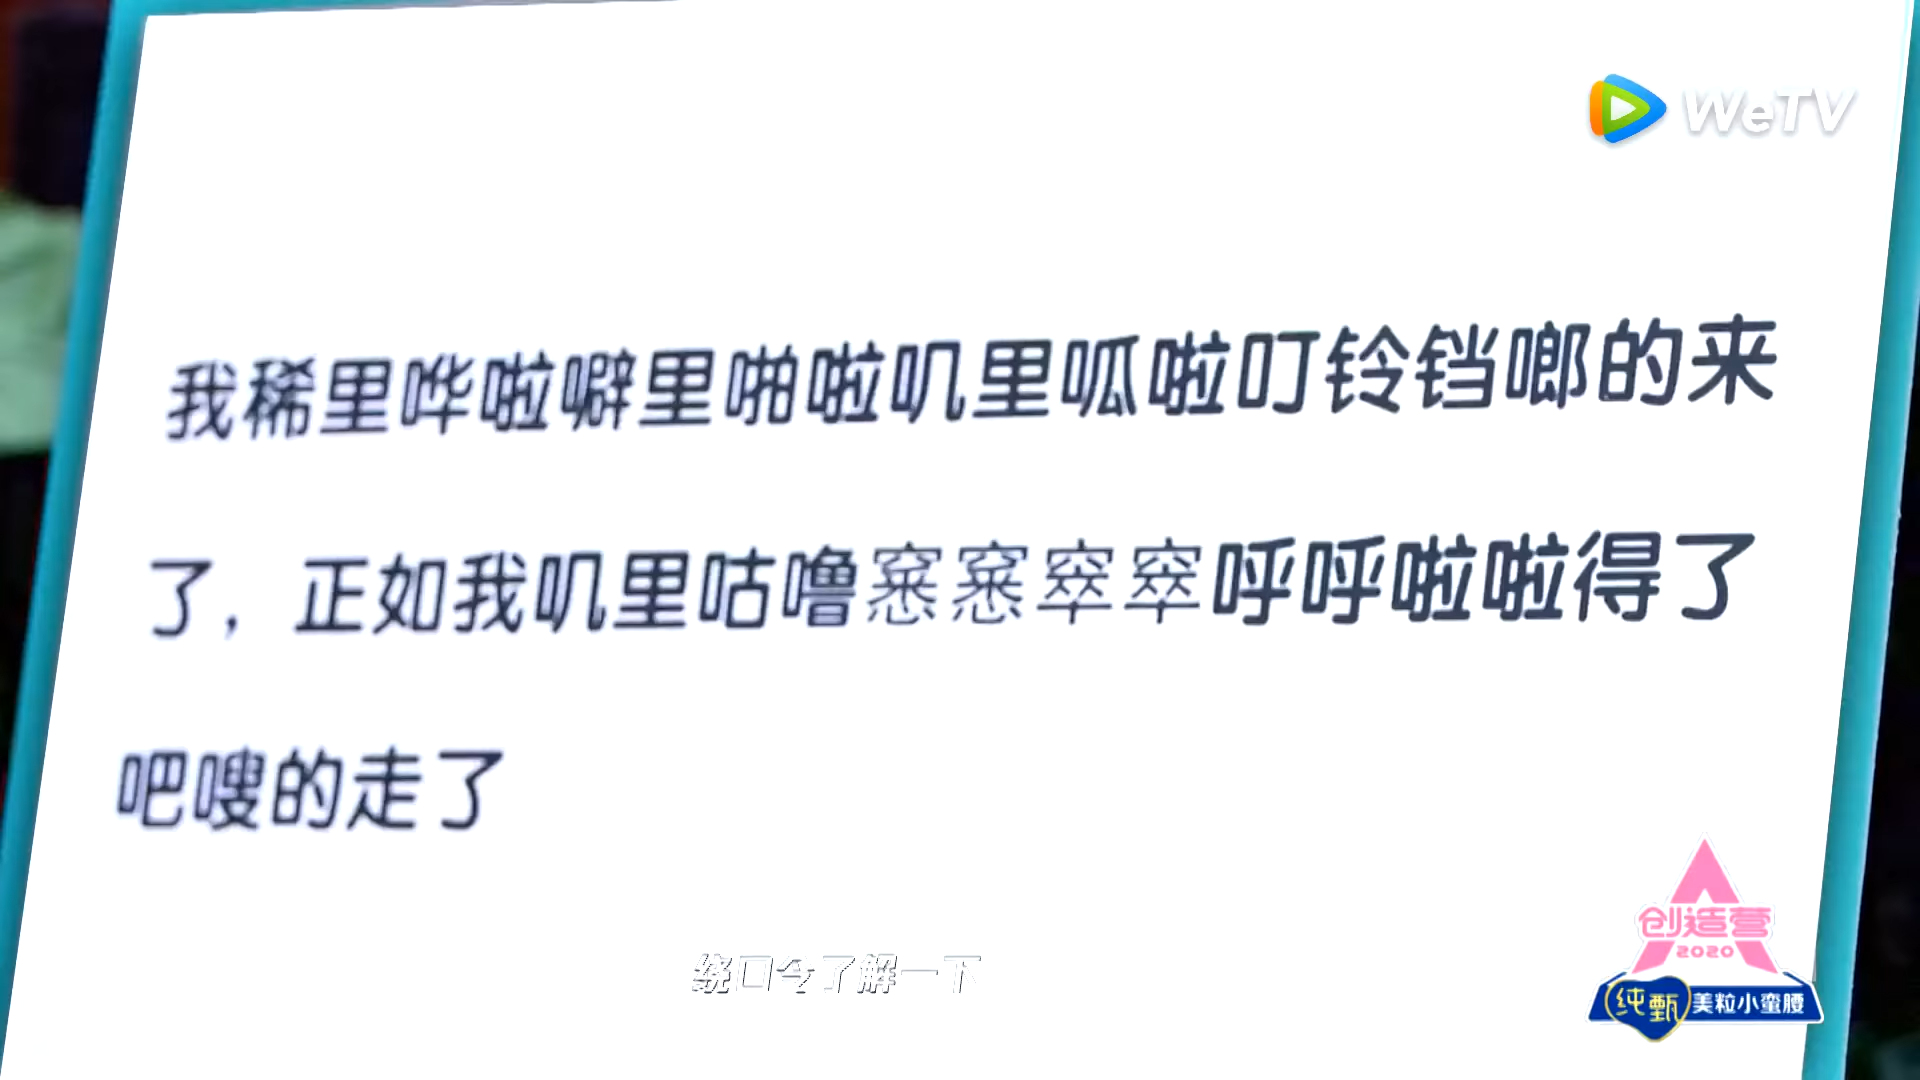 WeTV
我稀里哗啦噼里啪啦叽里呱啦叮铃铛啷的来
了，正如我叽里咕噜窸窸窣窣呼呼啦啦得了
吧嗖的走了
绕口令了解一下
创造营
2020
纯甄 美粒小蛮腰